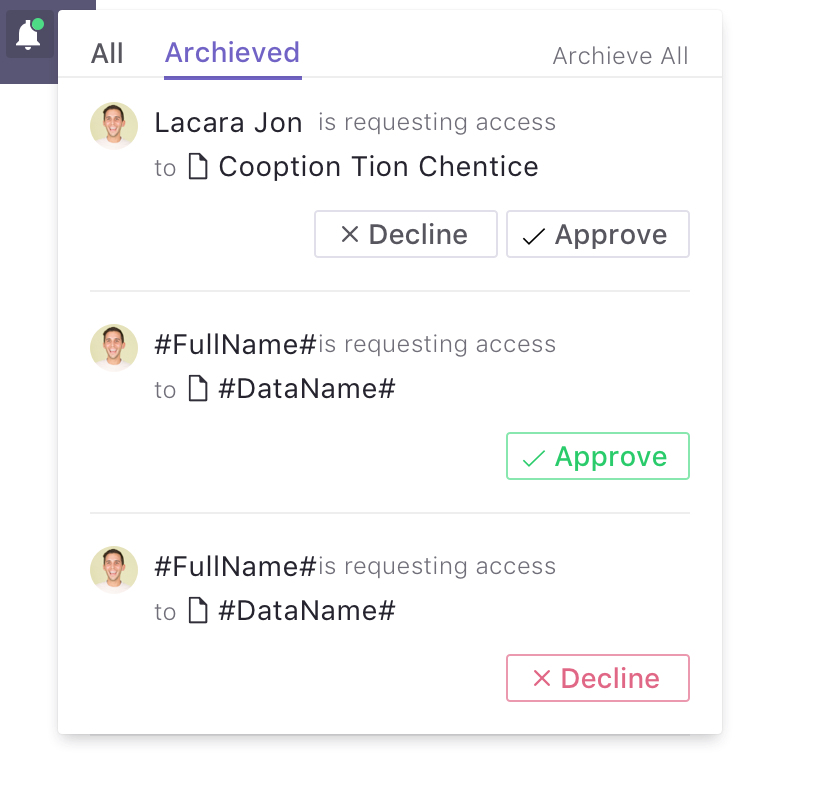 All Archieved Archieve All
Lacara Jon is requesting access
to Cooption Tion Chentice
Decline Approve
#FullName#is requesting access
to #DataName#
Approve
#FullName#is requesting access
to #DataName#
Decline